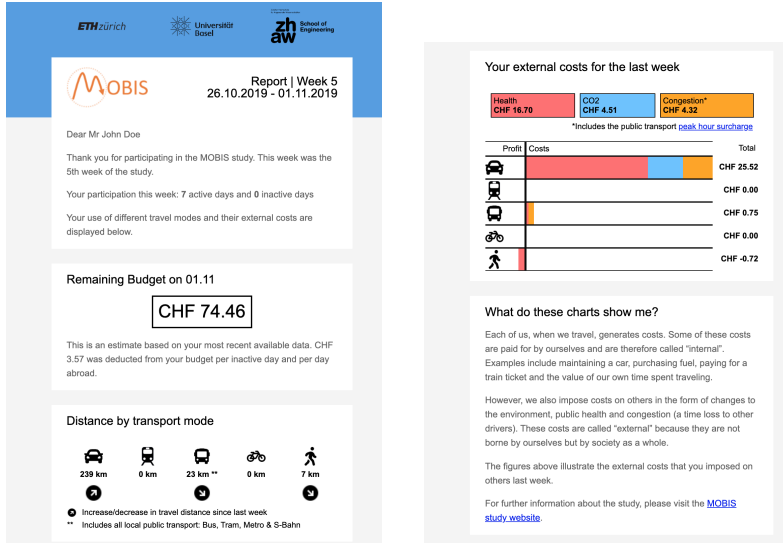 ETH zürich
Universität
Basel
zh
aw
School of
Engineering
MOBIS
Report | Week 5
26.10.2019 - 01.11.2019
Dear Mr John Doe
Thank you for participating in the MOBIS study. This week was the
5th week of the study.
Your participation this week: 7 active days and 0 inactive days
Your use of different travel modes and their external costs are
displayed below.
Remaining Budget on 01.11
CHF 74.46
This is an estimate based on your most recent available data. CHF
3.57 was deducted from your budget per inactive day and per day
abroad.
Distance by transport mode
239 km 0 km 23 km ** 0 km 7 km
Increase/decrease in travel distance since last week
** Includes all local public transport: Bus, Tram, Metro & S-Bahn
Your external costs for the last week
Health CO2 Congestion*
CHF 16.70 CHF 4.51 CHF 4.32
*Includes the public transport peak hour surcharge
Profit Costs Total
CHF 25.52
CHF 0.00
CHF 0.75
CHF 0.00
CHF -0.72
What do these charts show me?
Each of us, when we travel, generates costs. Some of these costs
are paid for by ourselves and are therefore called "internal".
Examples include maintaining a car, purchasing fuel, paying for a
train ticket and the value of our own time spent traveling.
However, we also impose costs on others in the form of changes to
the environment, public health and congestion (a time loss to other
drivers). These costs are called "external" because they are not
borne by ourselves but by society as a whole.
The figures above illustrate the external costs that you imposed on
others last week.
For further information about the study, please visit the MOBIS
study website.